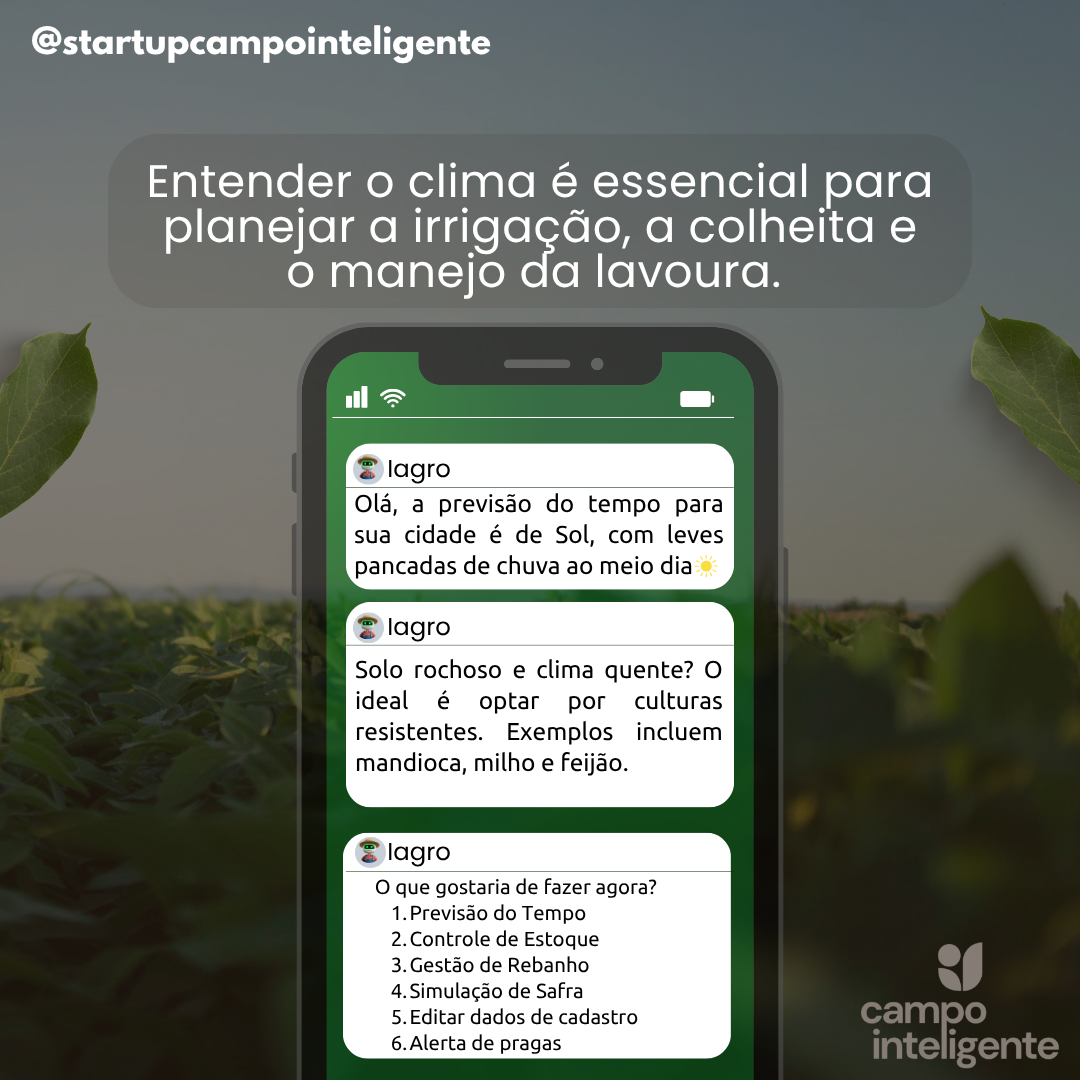 @startupcampointeligente
Entender o clima é essencial para
planejar a irrigação, a colheita e
o manejo da lavoura.
Iagro
Olá, a previsão do tempo para
sua cidade é de Sol, com leves
pancadas de chuva ao meio dia☀️
Iagro
Solo rochoso e clima quente? O
ideal é optar por culturas
resistentes. Exemplos incluem
mandioca, milho e feijão.
Iagro
O que gostaria de fazer agora?
1. Previsão do Tempo
2. Controle de Estoque
3. Gestão de Rebanho
4. Simulação de Safra
5. Editar dados de cadastro
6. Alerta de pragas
campo
inteligente